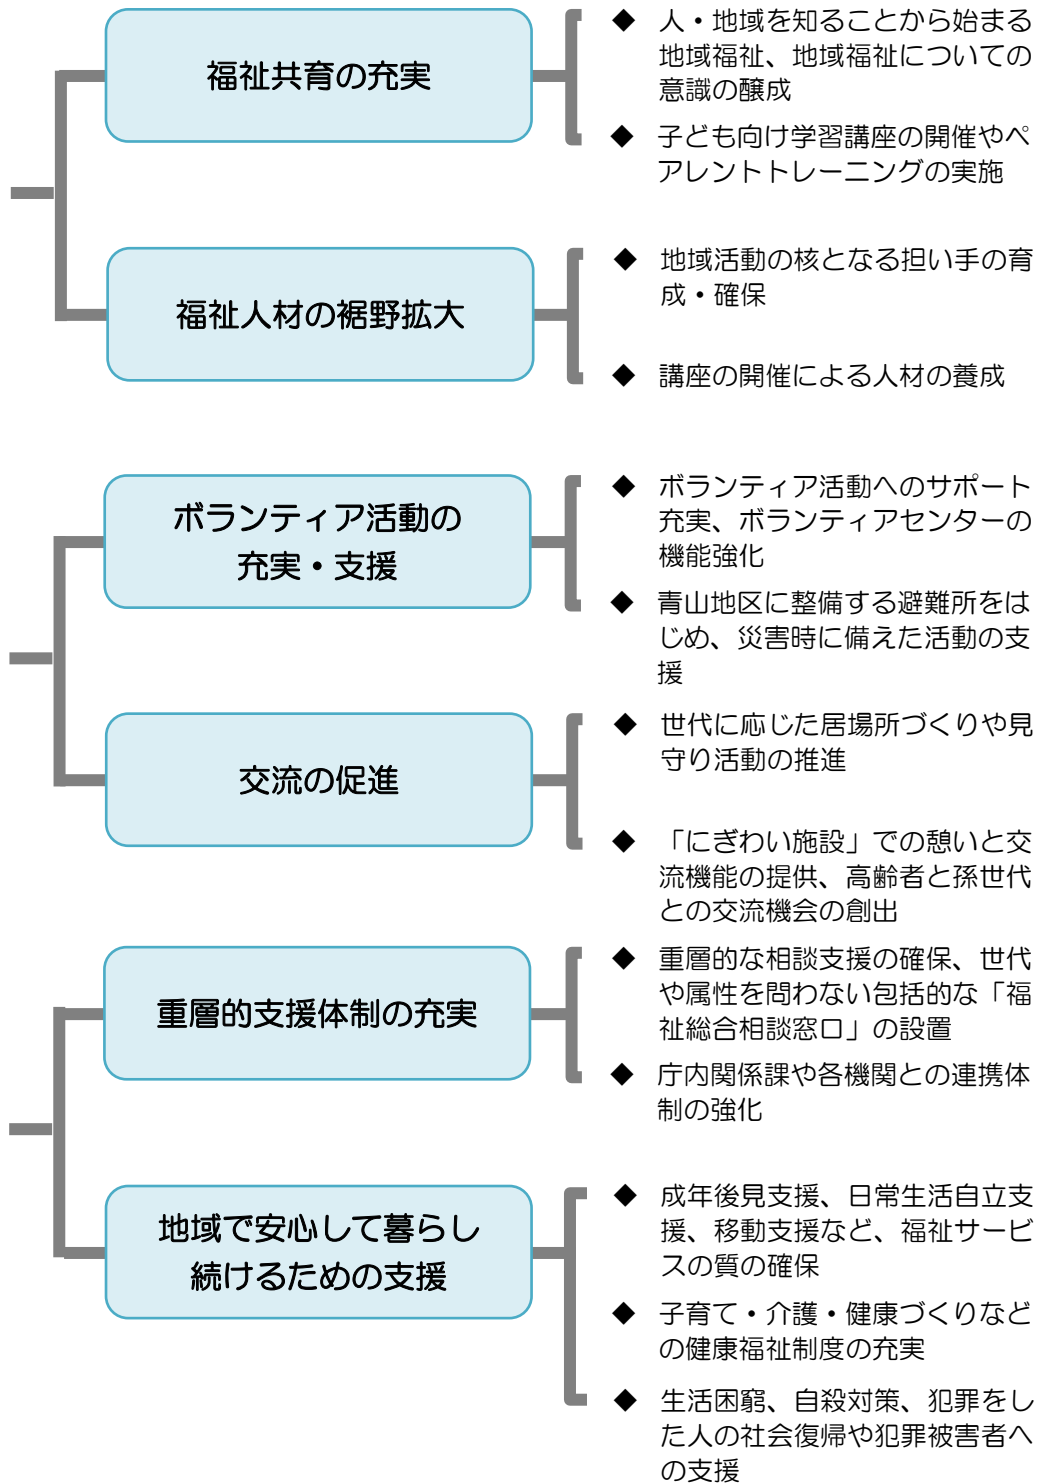 福祉共育の充実
◆ 人・地域を知ることから始まる
地域福祉、地域福祉についての
意識の醸成
◆ 子ども向け学習講座の開催やペ
アレントトレーニングの実施
福祉人材の裾野拡大
◆ 地域活動の核となる担い手の育
成・確保
◆ 講座の開催による人材の養成
ボランティア活動の
充実・支援
◆ ボランティア活動へのサポート
充実、ボランティアセンターの
機能強化
◆ 青山地区に整備する避難所をは
じめ、災害時に備えた活動の支
援
交流の促進
◆ 世代に応じた居場所づくりや見
守り活動の推進
◆ 「にぎわい施設」での憩いと交
流機能の提供、高齢者と孫世代
との交流機会の創出
重層的支援体制の充実
◆ 重層的な相談支援の確保、世代
や属性を問わない包括的な「福
祉総合相談窓口」の設置
◆ 庁内関係課や各機関との連携体
制の強化
地域で安心して暮らし
続けるための支援
◆ 成年後見支援、日常生活自立支
援、移動支援など、福祉サービ
スの質の確保
◆ 子育て・介護・健康づくりなど
の健康福祉制度の充実
◆ 生活困窮、自殺対策、犯罪をし
た人の社会復帰や犯罪被害者へ
の支援